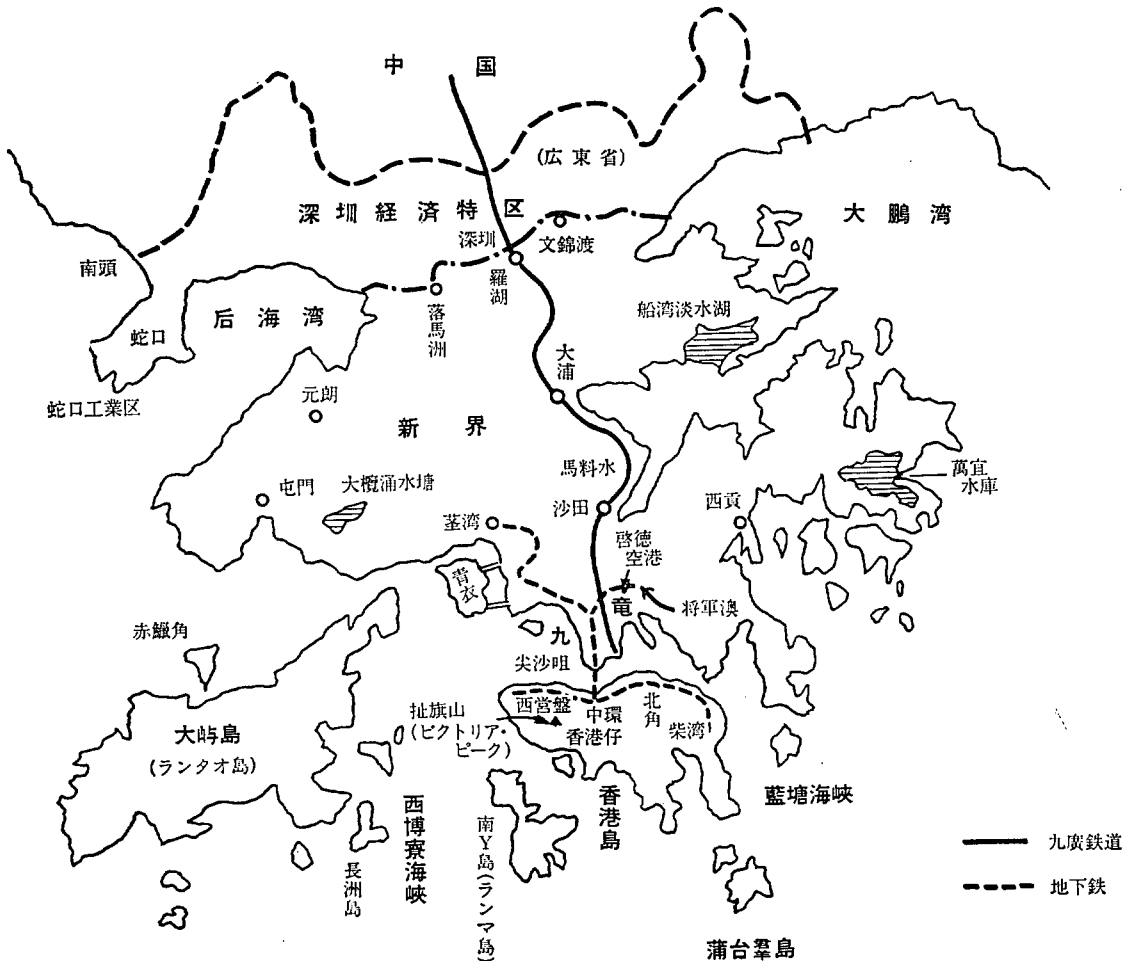 中国
(広東省)
深圳経済特区
大鵬湾
深圳
文錦渡
南頭
羅湖
后海湾
落馬洲
船湾淡水湖
蛇口
大浦
蛇口工業区
元朗
新界
馬料水
萬宜
水庫
屯門
大欖涌水塘
沙田
西貢
荃湾
啓徳
空港
青衣
竜
将軍澳
赤鱲角
九
尖沙咀
西営盤
中環
北角
柴湾
扯旗山
(ビクトリア・
ピーク)
香港仔
大嶼島
(ランタオ島)
香港島
藍塘海峡
西博寮海峡
南Y島(ランマ島)
長洲島
九廣鉄道
地下鉄
蒲台羣島